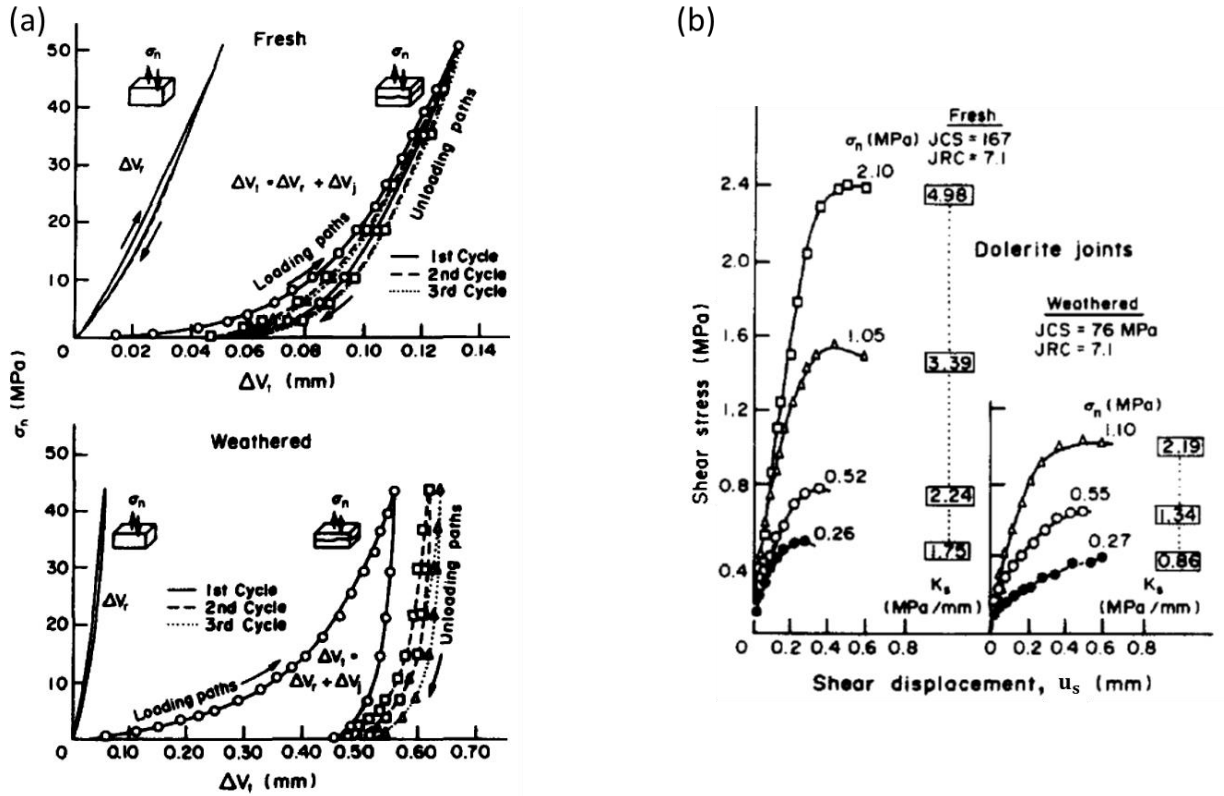 (a)
Fresh
σn
σn
50
40
30
20
10
0
ΔVr
ΔVt = ΔVr + ΔVj
Loading paths
Unloading paths
1st Cycle
2nd Cycle
3rd Cycle
0 0.02 0.04 0.06 0.08 0.10 0.12 0.14
ΔVt (mm)
σn (MPa)
Weathered
σn
σn
50
40
30
20
10
0
ΔVr
1st Cycle
2nd Cycle
3rd Cycle
Loading paths
ΔVt =
ΔVr + ΔVj
Unloading paths
0 0.10 0.20 0.30 0.40 0.50 0.60 0.70
ΔVt (mm)
(b)
Fresh
σn (MPa) JCS = 167
JRC = 7.1
2.10
2.4
2.0
1.6
1.2
0.8
0.4
Shear stress (MPa)
1.05
0.52
0.26
4.98
3.39
2.24
1.75
Ks
(MPa/mm)
Dolerite joints
Weathered
JCS = 76 MPa
JRC = 7.1
σn (MPa)
1.10
0.55
0.27
2.19
1.34
0.86
Ks
(MPa/mm)
0 0.2 0.4 0.6 0.8
0 0.2 0.4 0.6 0.8
Shear displacement, us (mm)